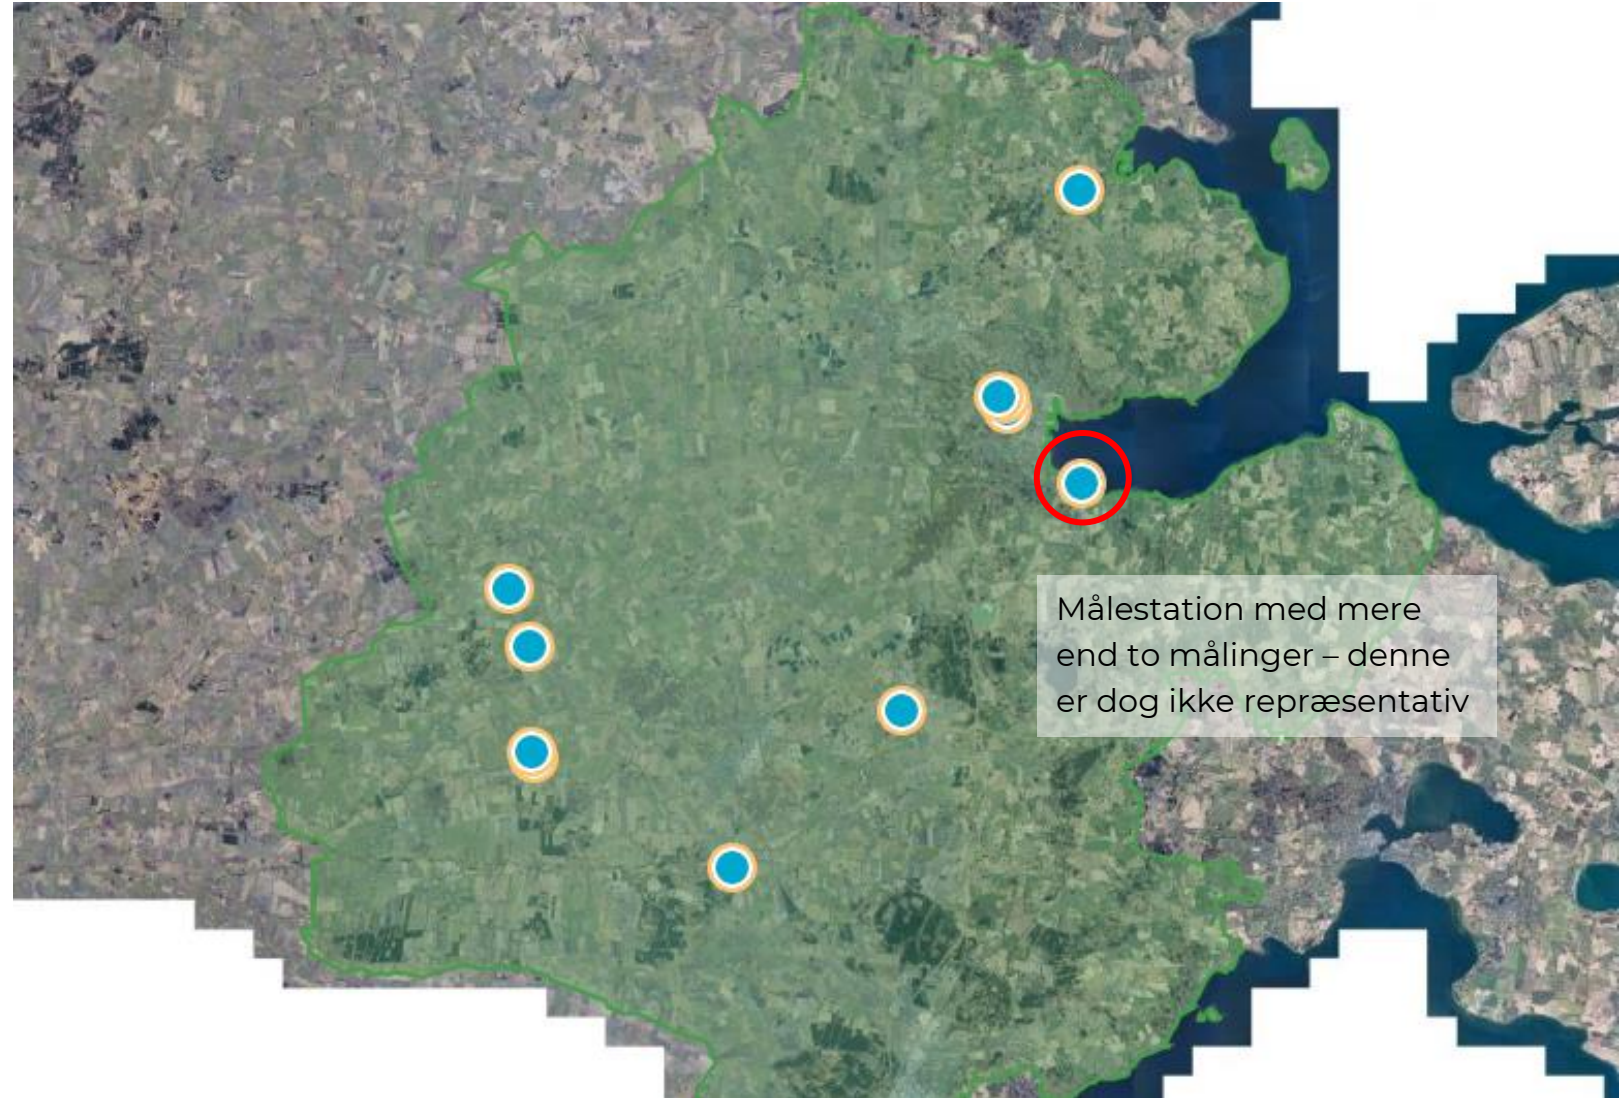 Målestation med mere
end to målinger – denne
er dog ikke repræsentativ